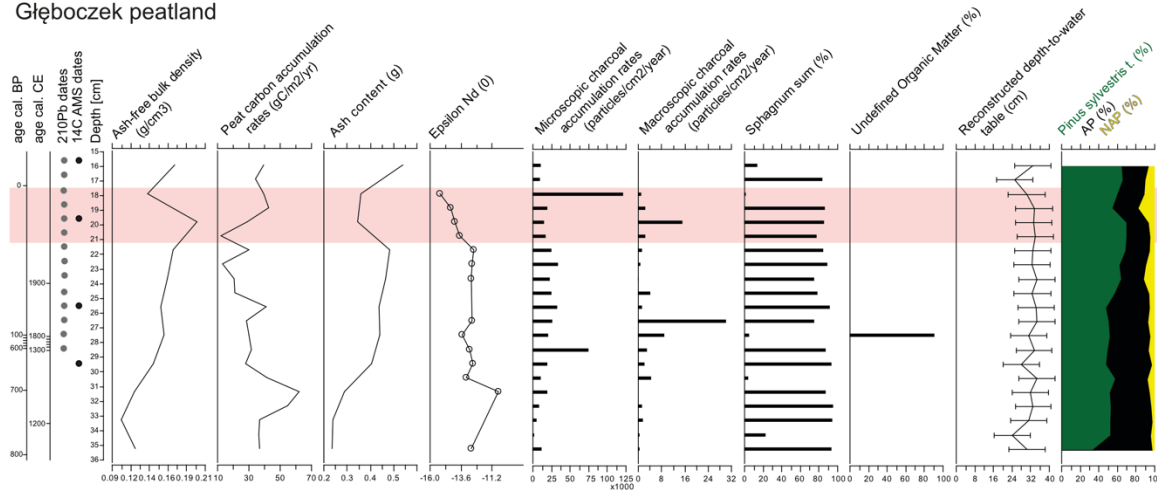 Głęboczek peatland
age cal. BP
age cal. CE
210Pb dates
14C AMS dates
Depth [cm]
Ash-free bulk density
(g/cm3)
Peat carbon accumulation
rates (gC/m2/yr)
Ash content (g)
Epsilon Nd (0)
Microscopic charcoal
accumulation rates
(particles/cm2/year)
Macroscopic charcoal
accumulation rates
(particles/cm2/year)
Sphagnum sum (%)
Undefined Organic Matter (%)
Reconstructed depth-to-water
table (cm)
Pinus sylvestris t. (%)
AP (%)
NAP (%)
0
100
600
700
800
1900
1800
1300
1200
15
16
17
18
19
20
21
22
23
24
25
26
27
28
29
30
31
32
33
34
35
36
0.09 0.11 0.14 0.16 0.19 0.21
10 30 50 70
0.1 0.2 0.3 0.4 0.5
-16.0 -13.6 -11.2
0 25 50 75 100 125
x1000
0 8 16 24 32
0 20 40 60 80 100
0 20 40 60 80 100
0 8 16 24 32 40
0 20 40 60 80 100